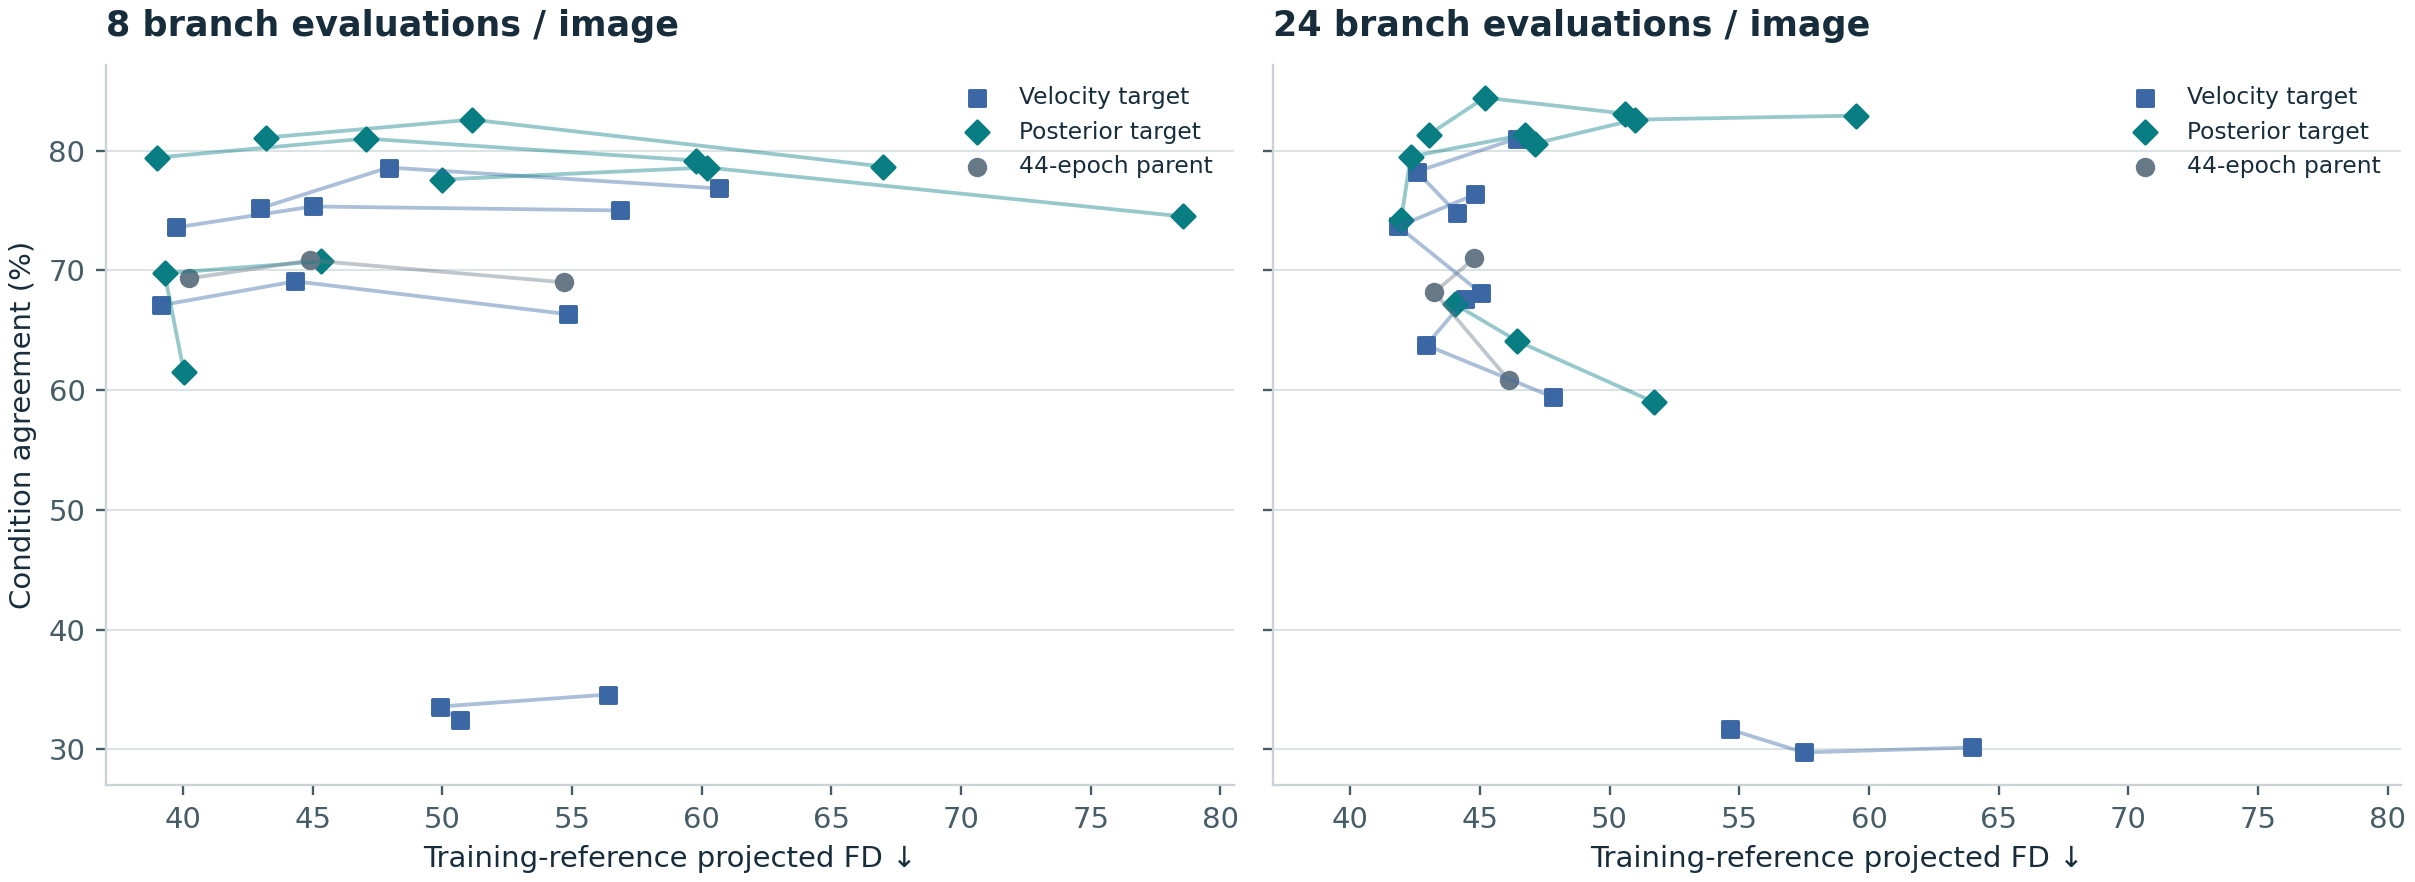 8 branch evaluations / image
24 branch evaluations / image
Velocity target
Posterior target
44-epoch parent
Velocity target
Posterior target
44-epoch parent
Condition agreement (%)
80
70
60
50
40
30
40 45 50 55 60 65 70 75 80
40 45 50 55 60 65 70 75 80
Training-reference projected FD ↓
Training-reference projected FD ↓